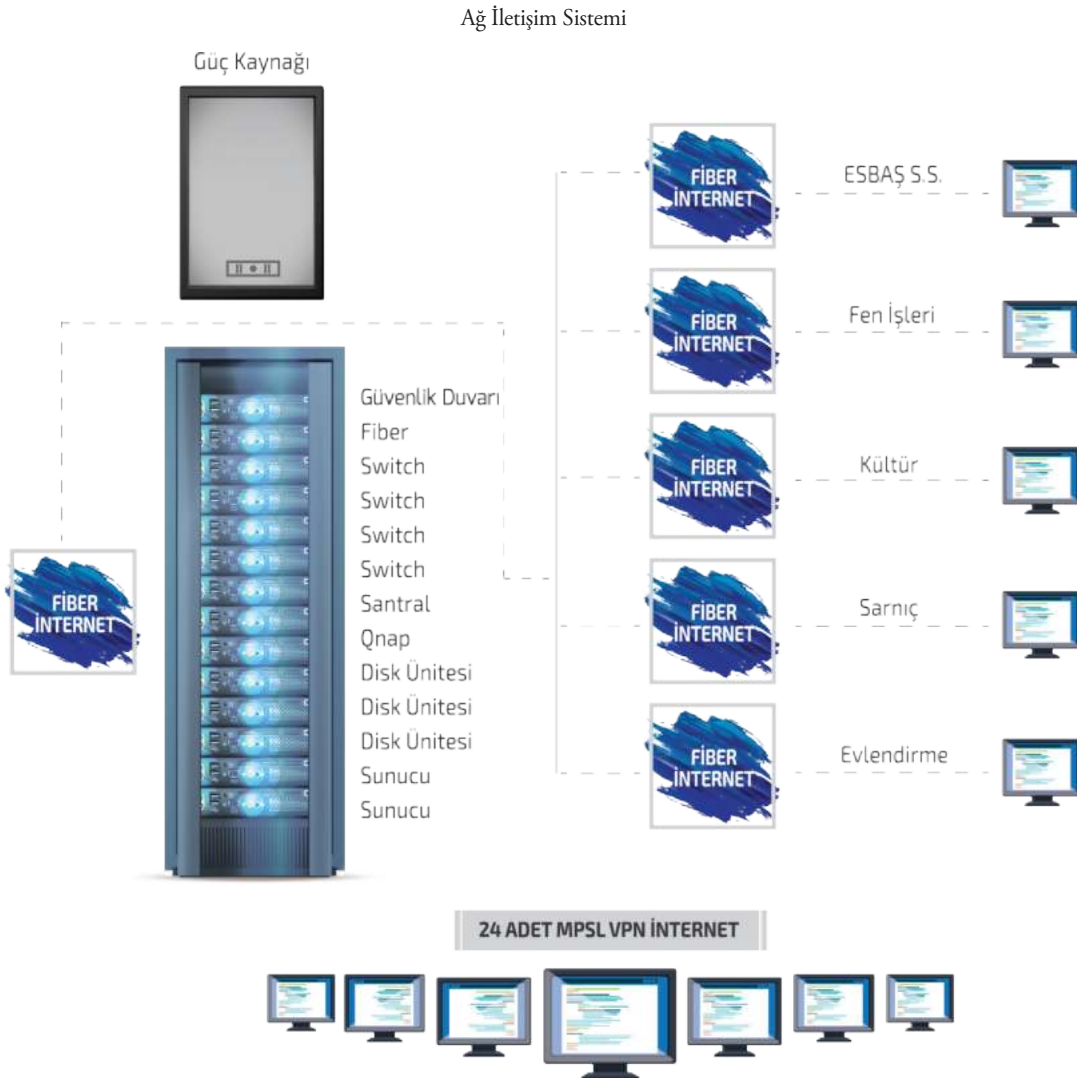 Ağ İletişim Sistemi
Güç Kaynağı
Güvenlik Duvarı
Fiber
Switch
Switch
Switch
Switch
Santral
Qnap
Disk Ünitesi
Disk Ünitesi
Disk Ünitesi
Sunucu
Sunucu
FİBER
İNTERNET
FİBER
İNTERNET
ESBAŞ S.S.
FİBER
İNTERNET
Fen İşleri
FİBER
İNTERNET
Kültür
FİBER
İNTERNET
Sarnıç
FİBER
İNTERNET
Evlendirme
24 ADET MPSL VPN İNTERNET